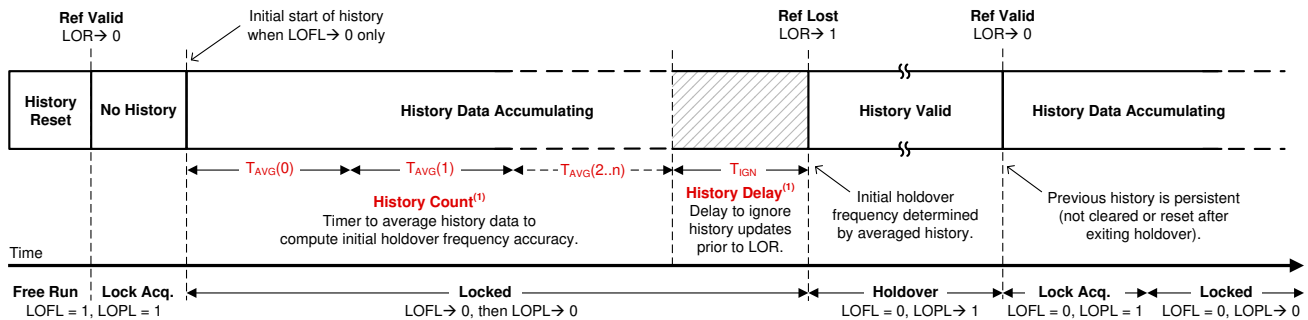 Ref Valid
LOR→ 0
Initial start of history
when LOFL→ 0 only
Ref Lost
LOR→ 1
Ref Valid
LOR→ 0
History
Reset
No History
History Data Accumulating
History Valid
History Data Accumulating
TAVG(0)
TAVG(1)
TAVG(2..n)
TIGN
History Count(1)
Timer to average history data to
compute initial holdover frequency accuracy.
History Delay(1)
Delay to ignore
history updates
prior to LOR.
Initial holdover
frequency determined
by averaged history.
Previous history is persistent
(not cleared or reset after
exiting holdover).
Time
Free Run
Lock Acq.
LOFL = 1, LOPL = 1
Locked
LOFL→ 0, then LOPL→ 0
Holdover
LOFL = 0, LOPL→ 1
Lock Acq.
LOFL = 0, LOPL = 1
Locked
LOFL = 0, LOPL→ 0